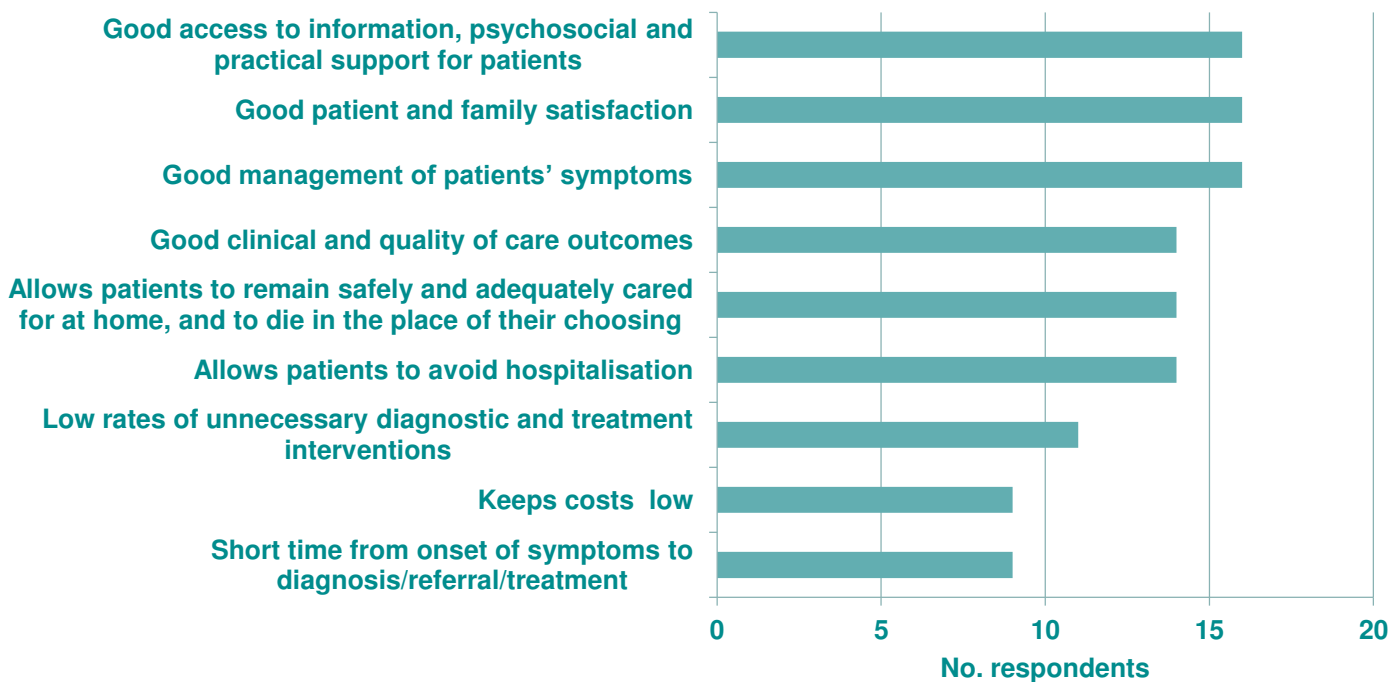 Good access to information, psychosocial and
practical support for patients
Good patient and family satisfaction
Good management of patients’ symptoms
Good clinical and quality of care outcomes
Allows patients to remain safely and adequately cared
for at home, and to die in the place of their choosing
Allows patients to avoid hospitalisation
Low rates of unnecessary diagnostic and treatment
interventions
Keeps costs  low
Short time from onset of symptoms to
diagnosis/referral/treatment
0 5 10 15 20
No. respondents